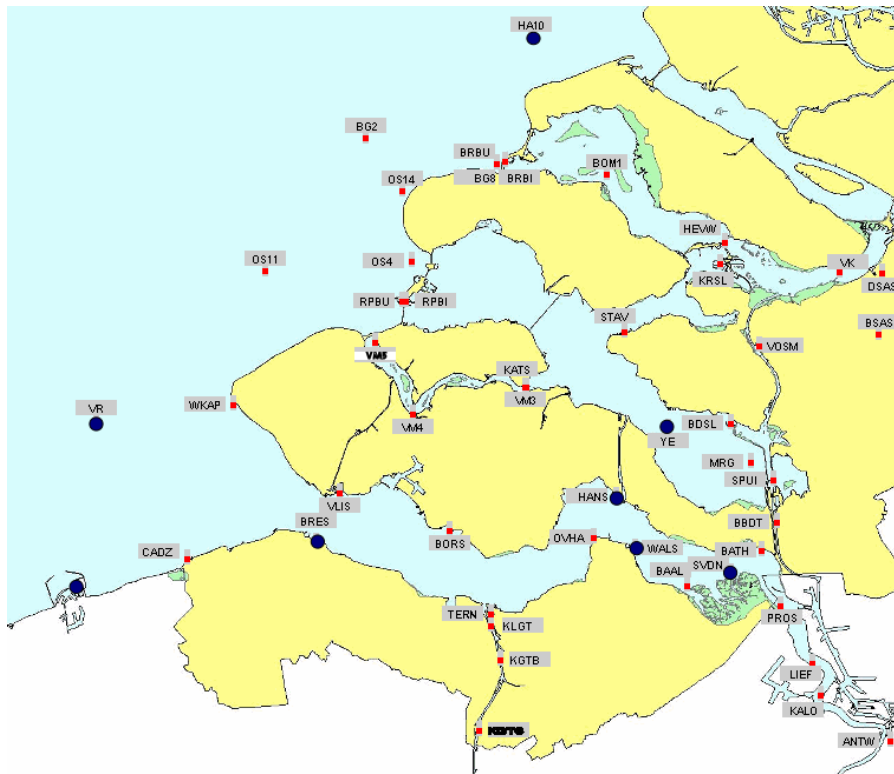 HA10
BG2
BRBU
BG8 BRBI
BOM1
OS14
HEVW
OS11
OS4
KRSL
VK
DSAS
RPBU RPBI
STAV
BSAS
VM5
VOSM
KATS
VM3
WKAP
VR
VM4
YE
BDSL
MRG
SPUI
VLIS
HANS
BRES
BORS
OVHA
BBDT
CADZ
WALS
BATH
BAAL
SVDN
TERN
KLGT
PROS
KGTB
LIEF
KALO
ANTW